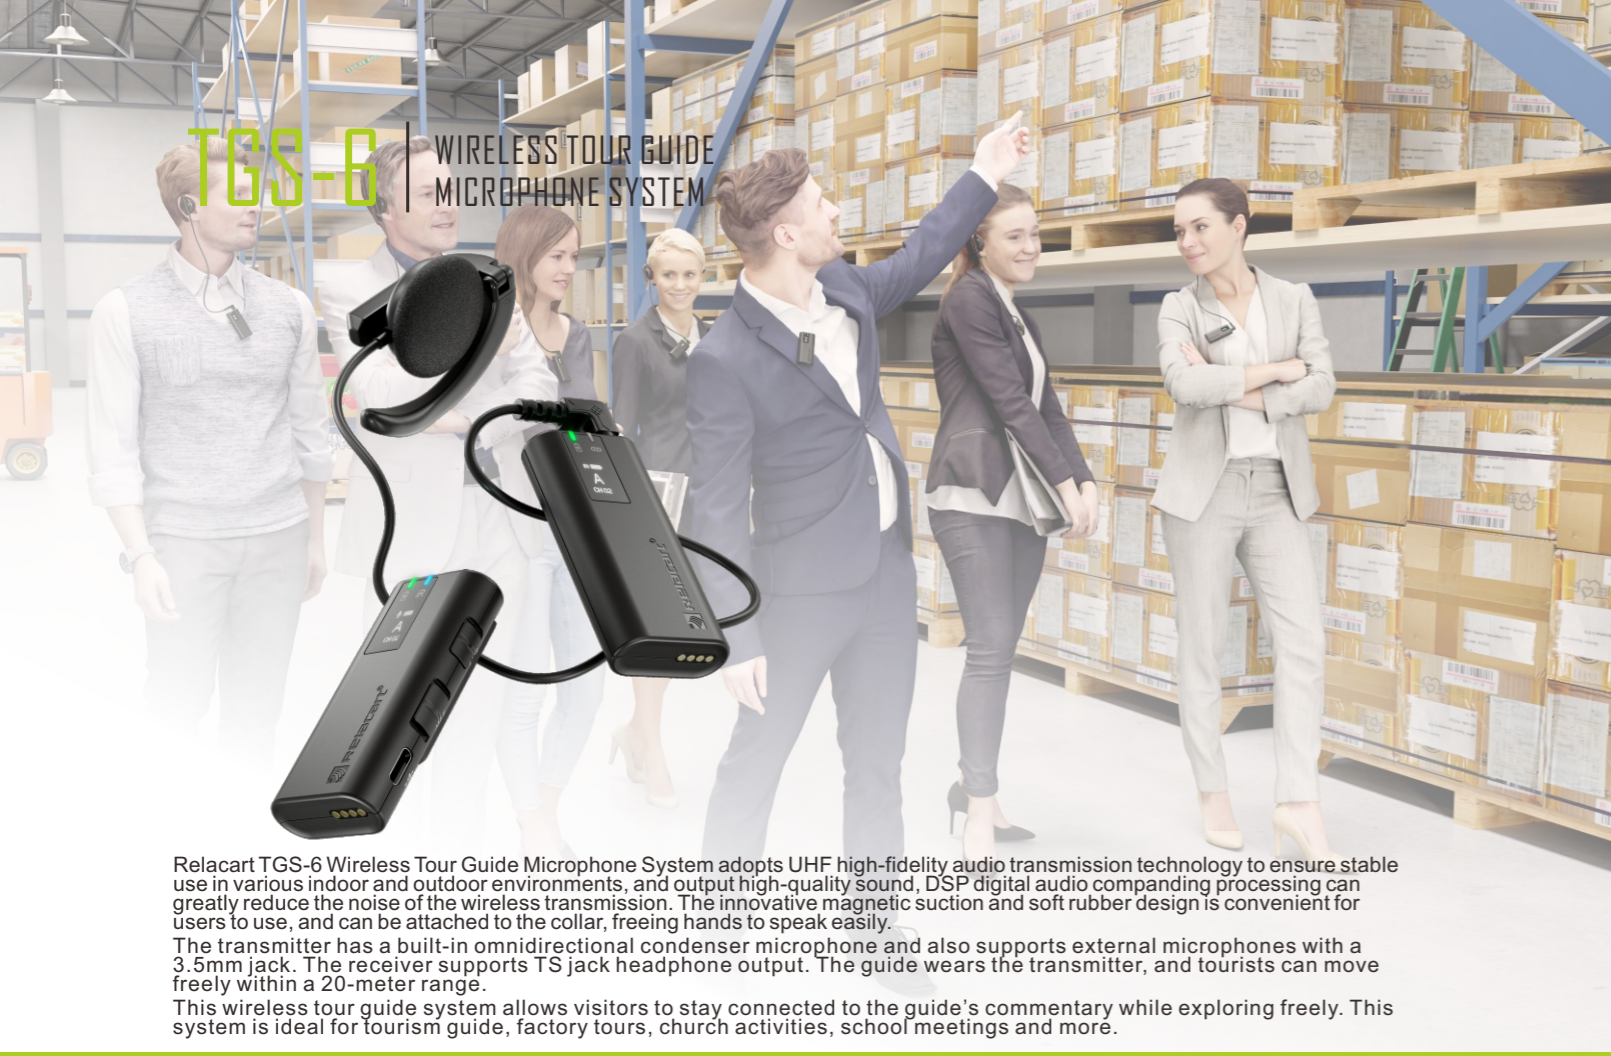 TGS-6
WIRELESS TOUR GUIDE
MICROPHONE SYSTEM
A
CH 02
Relacart
A
Relacart
Relacart TGS-6 Wireless Tour Guide Microphone System adopts UHF high-fidelity audio transmission technology to ensure stable
use in various indoor and outdoor environments, and output high-quality sound, DSP digital audio companding processing can
greatly reduce the noise of the wireless transmission. The innovative magnetic suction and soft rubber design is convenient for
users to use, and can be attached to the collar, freeing hands to speak easily.
The transmitter has a built-in omnidirectional condenser microphone and also supports external microphones with a
3.5mm jack. The receiver supports TS jack headphone output. The guide wears the transmitter, and tourists can move
freely within a 20-meter range.
This wireless tour guide system allows visitors to stay connected to the guide's commentary while exploring freely. This
system is ideal for tourism guide, factory tours, church activities, school meetings and more.